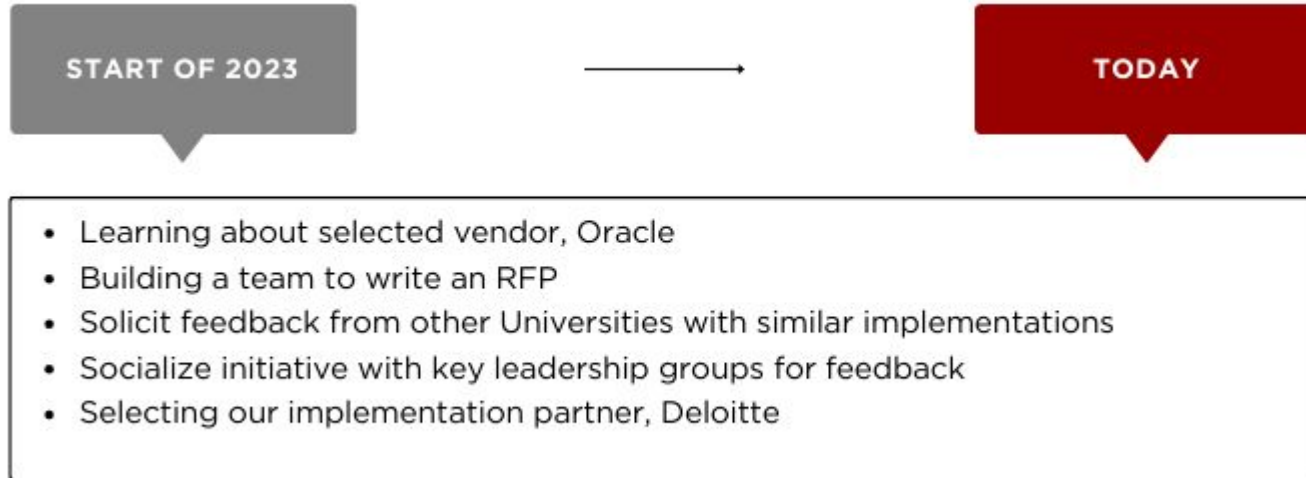 START OF 2023
TODAY
• Learning about selected vendor, Oracle
• Building a team to write an RFP
• Solicit feedback from other Universities with similar implementations
• Socialize initiative with key leadership groups for feedback
• Selecting our implementation partner, Deloitte